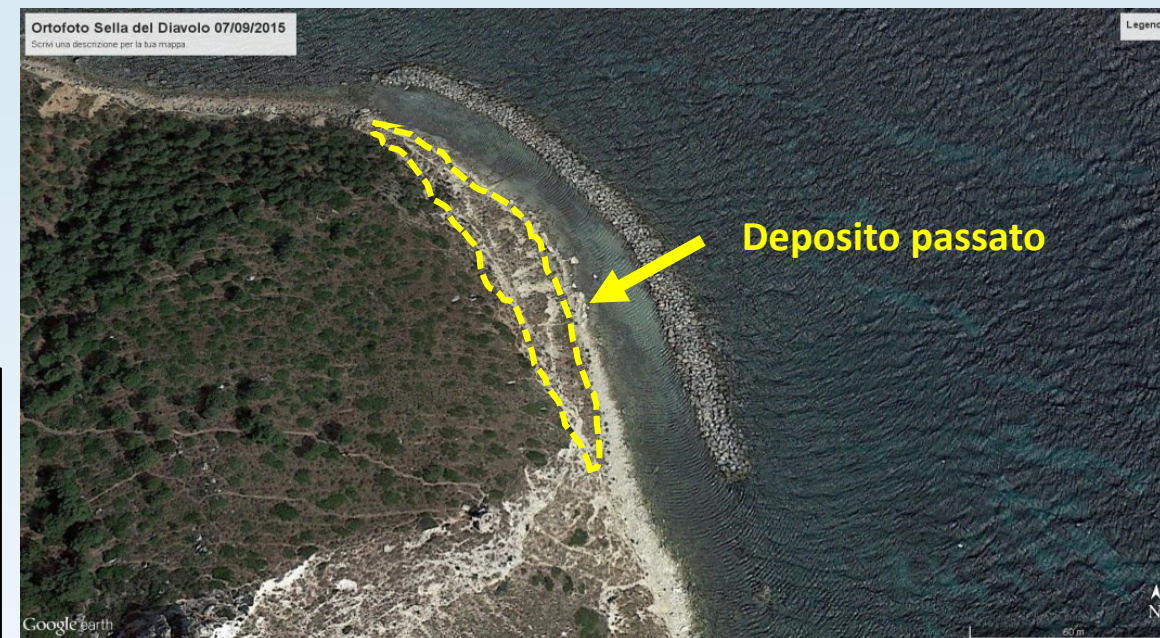 Ortofoto Sella del Diavolo 07/09/2015
Scrivi una descrizione per la tua mappa.
Legend
Deposito passato
N
Google earth
60 m